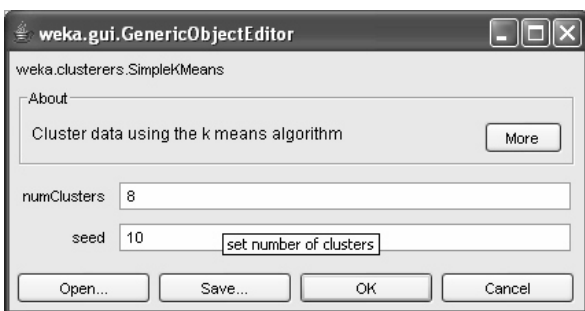 weka.gui.GenericObjectEditor
weka.clusterers.SimpleKMeans
About
Cluster data using the k means algorithm
More
numClusters 8
seed 10
set number of clusters
Open... Save... OK Cancel